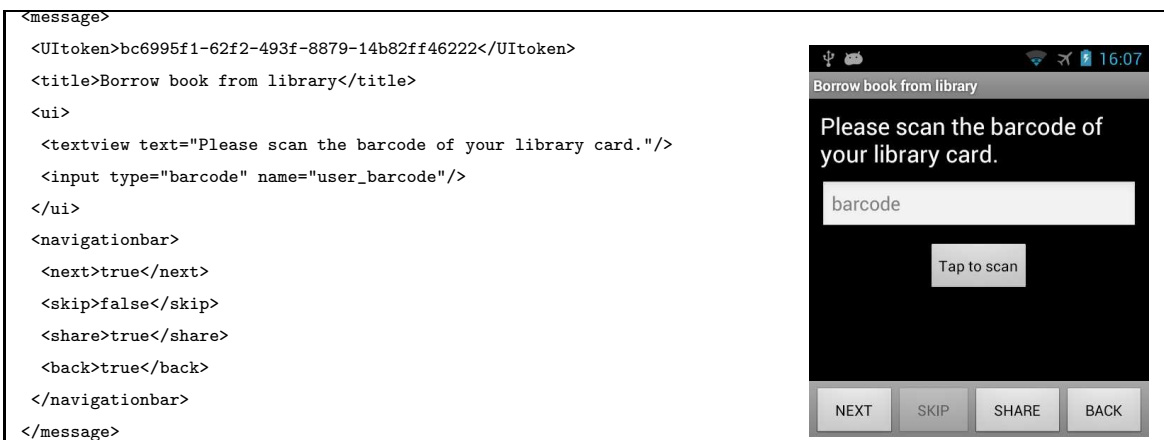 <message>
<UItoken>bc6995f1-62f2-493f-8879-14b82ff46222</UItoken>
<title>Borrow book from library</title>
<ui>
<textview text="Please scan the barcode of your library card."/>
<input type="barcode" name="user_barcode"/>
</ui>
<navigationbar>
<next>true</next>
<skip>false</skip>
<share>true</share>
<back>true</back>
</navigationbar>
</message>
16:07
Borrow book from library
Please scan the barcode of
your library card.
barcode
Tap to scan
NEXT SKIP SHARE BACK